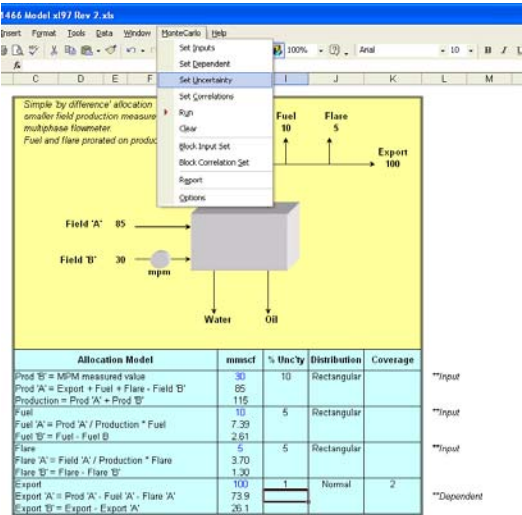 1466 Model xl97 Rev 2.xls
Insert Format Tools Data Window MonteCarlo Help
100% Arial 10 B I U
Set Inputs
Set Dependent
Set Uncertainty
Set Correlations
Run
Clear
Block Input Set
Block Correlation Set
Report
Options
fx
C D E F I J K L M
Simple 'by difference' allocation
smaller field production measure
multiphase flowmeter.
Fuel and flare prorated on produc
Fuel Flare
10 5
Export
100
Field 'A' 85
Field 'B' 30
mpm
Water Oil
Allocation Model mmscf % Unc'ty Distribution Coverage
Prod 'B' = MPM measured value 30 10 Rectangular **Input
Prod 'A' = Export + Fuel + Flare - Field 'B' 85
Production = Prod 'A' + Prod 'B' 115
Fuel 10 5 Rectangular **Input
Fuel 'A' = Prod 'A' / Production * Fuel 7.39
Fuel 'B' = Fuel - Fuel B 2.61
Flare 5 5 Rectangular **Input
Flare 'A' = Field 'A' / Production * Flare 3.70
Flare 'B' = Flare - Flare 'B' 1.30
Export 100 1 Normal 2
Export 'A' = Prod 'A' - Fuel 'A' - Flare 'A' 73.9 **Dependent
Export 'B' = Export - Export 'A' 26.1